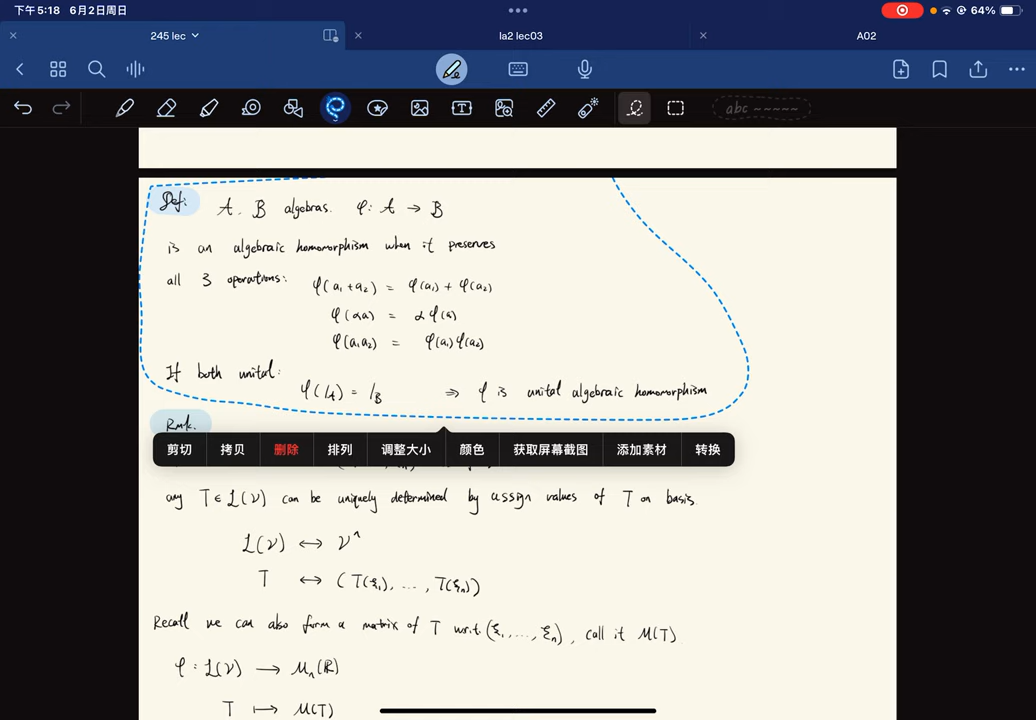 下午5:18 6月2日周日
64%
245 lec
la2 lec03
A02
abc
Def:
A. B algebras. φ: A → B
is an algebraic homomorphism when it preserves
all 3 operations: φ(a₁+a₂) = φ(a₁) + φ(a₂)
φ(αa) = αφ(a)
φ(a₁a₂) = φ(a₁)φ(a₂)
If both unital:
φ(1_A) = 1_B ⇒ φ is unital algebraic homomorphism
Rmk.
剪切 拷贝 删除 排列 调整大小 颜色 获取屏幕截图 添加素材 转换
any T ∈ L(V) can be uniquely determined by assign values of T on basis.
L(V) ↔ Vⁿ
T ↔ (T(ξ₁), ..., T(ξₙ))
Recall we can also form a matrix of T w.r.t. (ξ₁, ..., ξₙ), call it M(T)
φ: L(V) → Mₙ(ℝ)
T ↦ M(T)